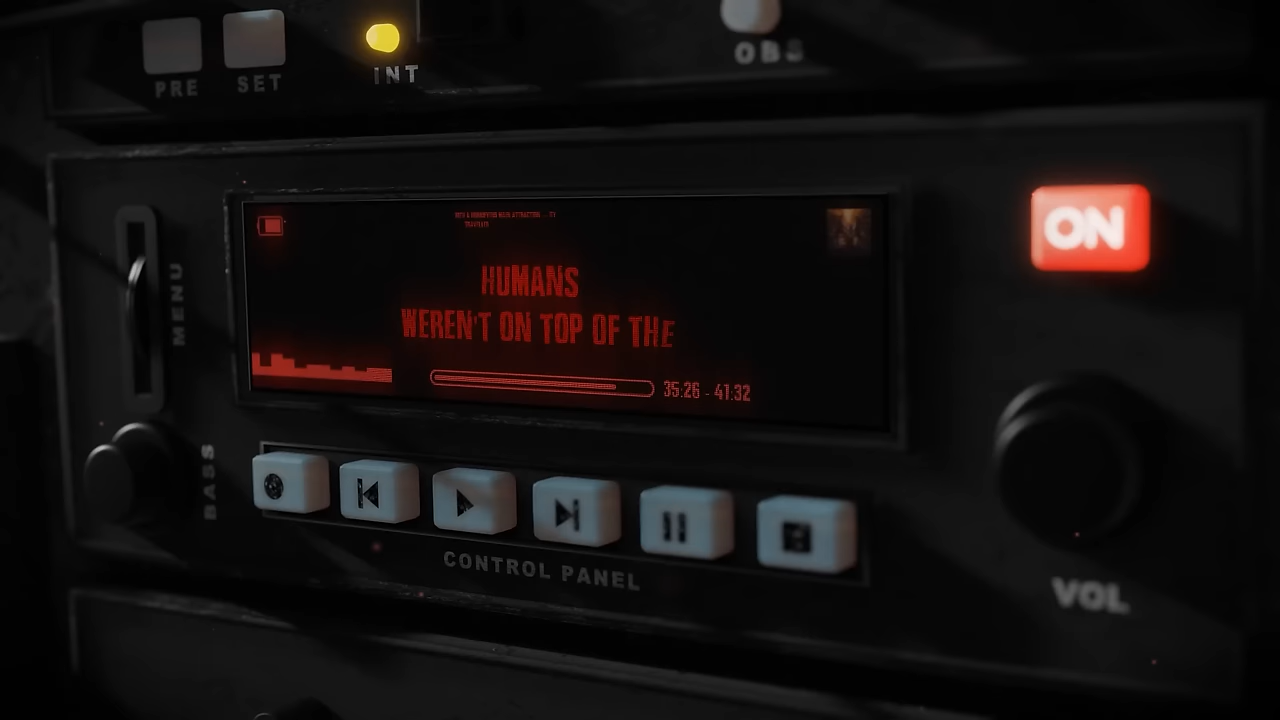 PRE
SET
INT
OBS
ON
MENU
HUMANS
WEREN'T ON TOP OF THE
35:26 - 41:32
BASS
CONTROL PANEL
VOL